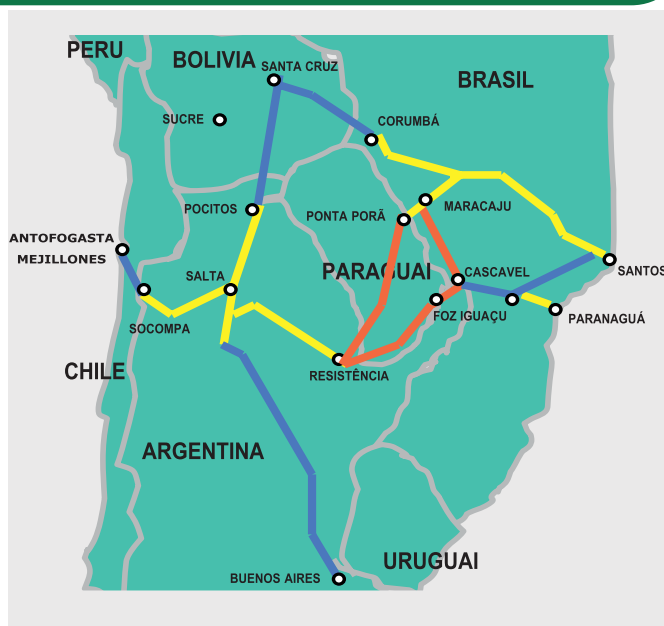 PERU
BOLIVIA
SANTA CRUZ
BRASIL
SUCRE
CORUMBÁ
POCITOS
PONTA PORÃ
MARACAJU
ANTOFOGASTA
MEJILLONES
SALTA
PARAGUAI
CASCAVEL
SANTOS
SOCOMPA
FOZ IGUAÇU
PARANAGUÁ
CHILE
RESISTÊNCIA
ARGENTINA
URUGUAI
BUENOS AIRES